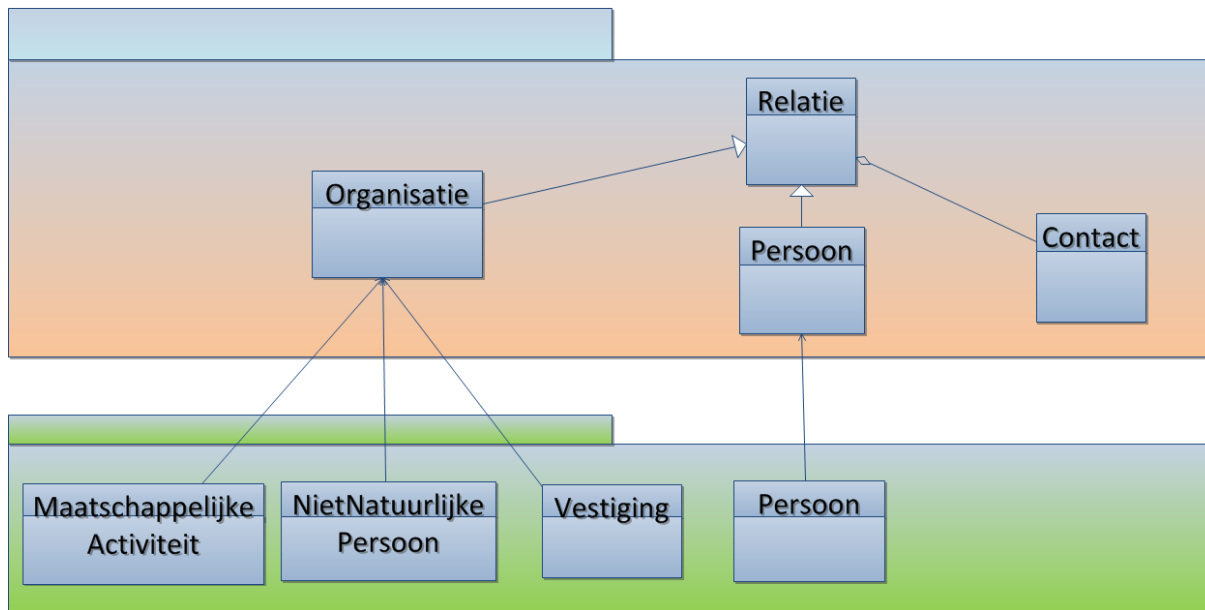 Relatie
Organisatie
Persoon
Contact
Maatschappelijke
Activiteit
NietNatuurlijke
Persoon
Vestiging
Persoon